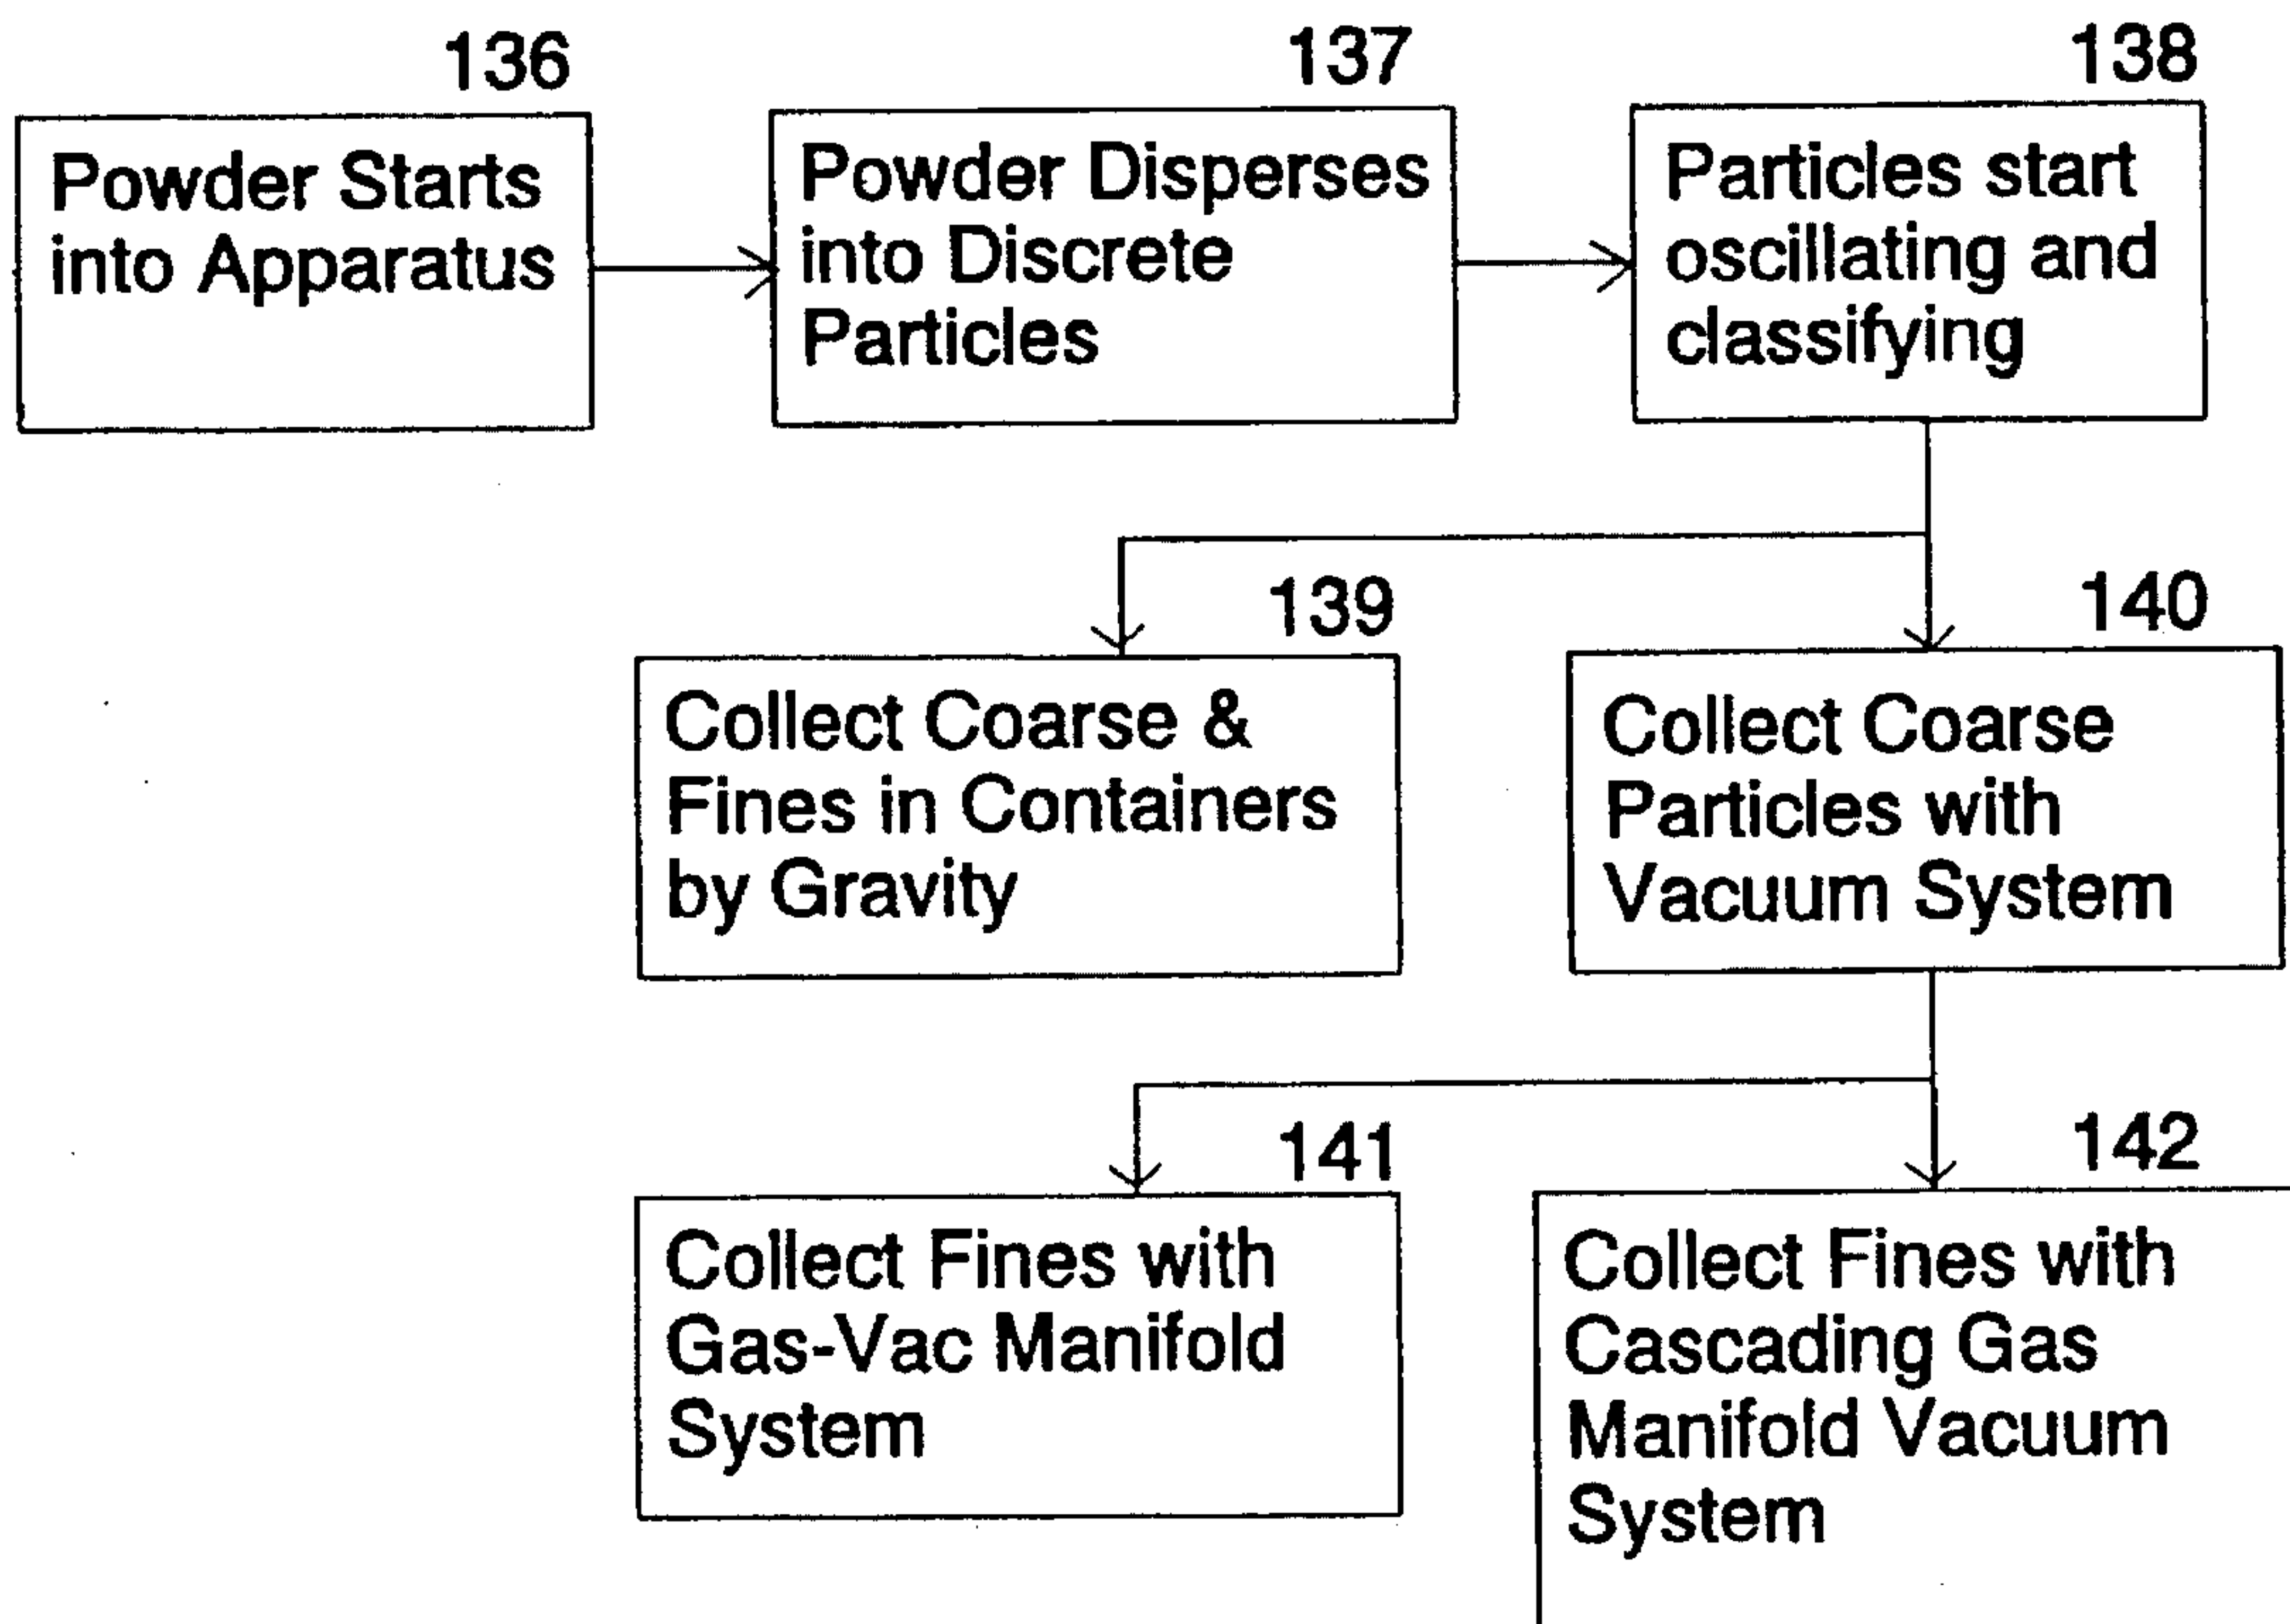 136
Powder Starts
into Apparatus
137
Powder Disperses
into Discrete
Particles
138
Particles start
oscillating and
classifying
139
Collect Coarse &
Fines in Containers
by Gravity
140
Collect Coarse
Particles with
Vacuum System
141
Collect Fines with
Gas-Vac Manifold
System
142
Collect Fines with
Cascading Gas
Manifold Vacuum
System